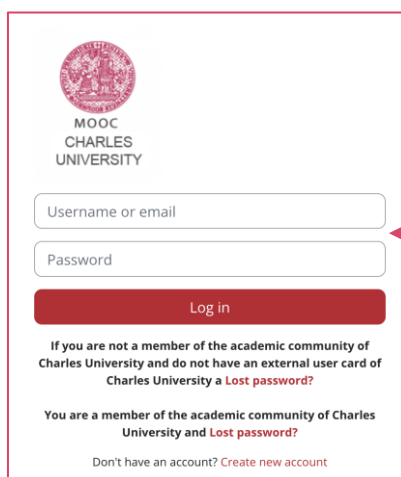 MOOC
CHARLES
UNIVERSITY
Username or email
Password
Log in
If you are not a member of the academic community of
Charles University and do not have an external user card of
Charles University a Lost password?
You are a member of the academic community of Charles
University and Lost password?
Don't have an account? Create new account